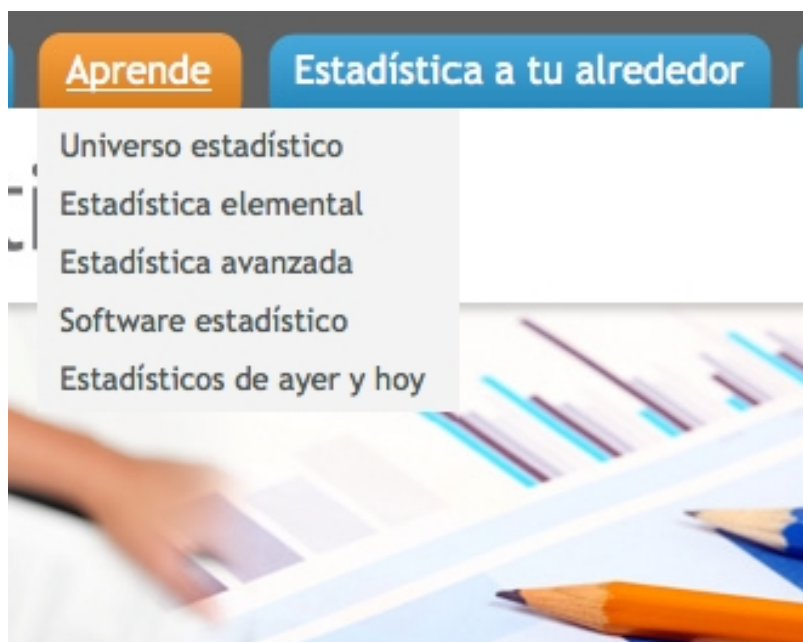 Aprende
Estadística a tu alrededor
Universo estadístico
Estadística elemental
Estadística avanzada
Software estadístico
Estadísticos de ayer y hoy